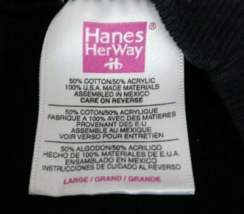 Hanes
HerWay
®
50% COTTON/50% ACRYLIC
100% U.S.A. MADE MATERIALS
ASSEMBLED IN MEXICO
CARE ON REVERSE
50% COTON/50% ACRYLIQUE
FABRIQUE A 100% AVEC DES MATIERES
PROVENANT DES E-U
ASSEMBLE AU MEXIQUE
VOIR VERSO POUR ENTRETIEN
50% ALGODON/50% ACRILICO
HECHO DE 100% MATERIALES DE E.U.A.
ENSAMBLADO EN MEXICO
INSTRUCCIONES DE CUIDADO AL REVERSO
LARGE / GRAND / GRANDE